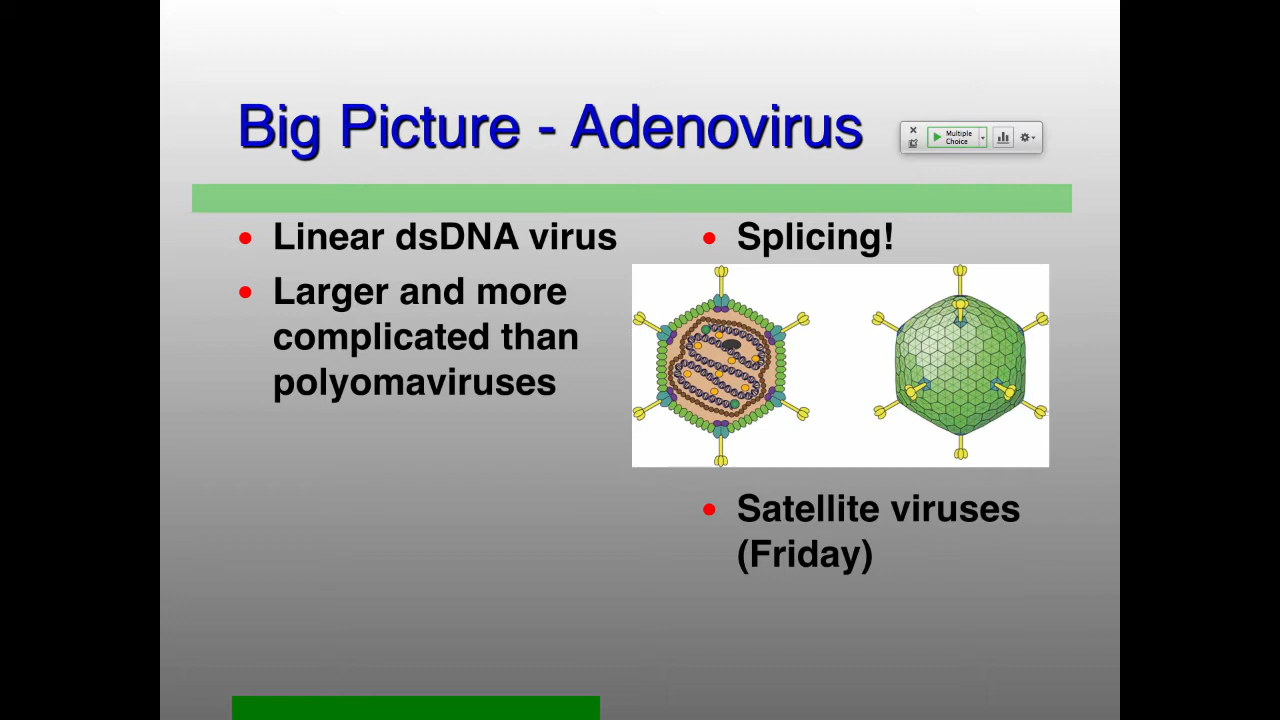 Big Picture - Adenovirus
Multiple
Choice
Linear dsDNA virus
Larger and more
complicated than
polyomaviruses
Splicing!
Satellite viruses
(Friday)